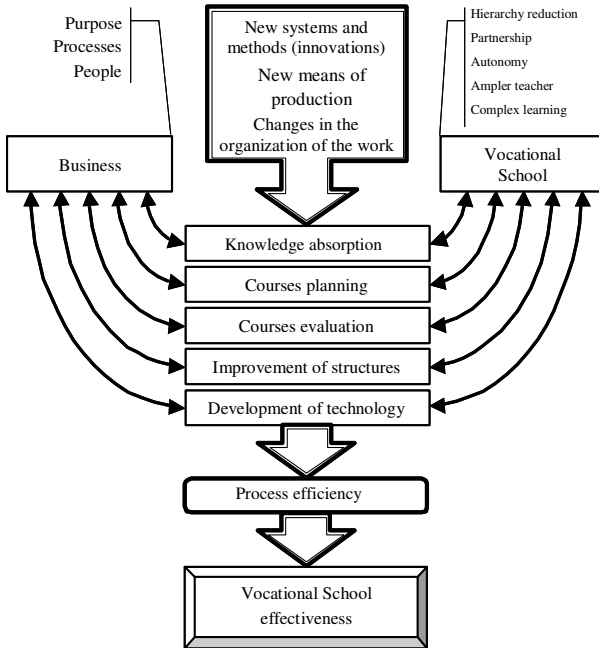 Purpose
Processes
People
New systems and
methods (innovations)
New means of
production
Changes in the
organization of the work
Hierarchy reduction
Partnership
Autonomy
Ampler teacher
Complex learning
Business
Vocational
School
Knowledge absorption
Courses planning
Courses evaluation
Improvement of structures
Development of technology
Process efficiency
Vocational School
effectiveness